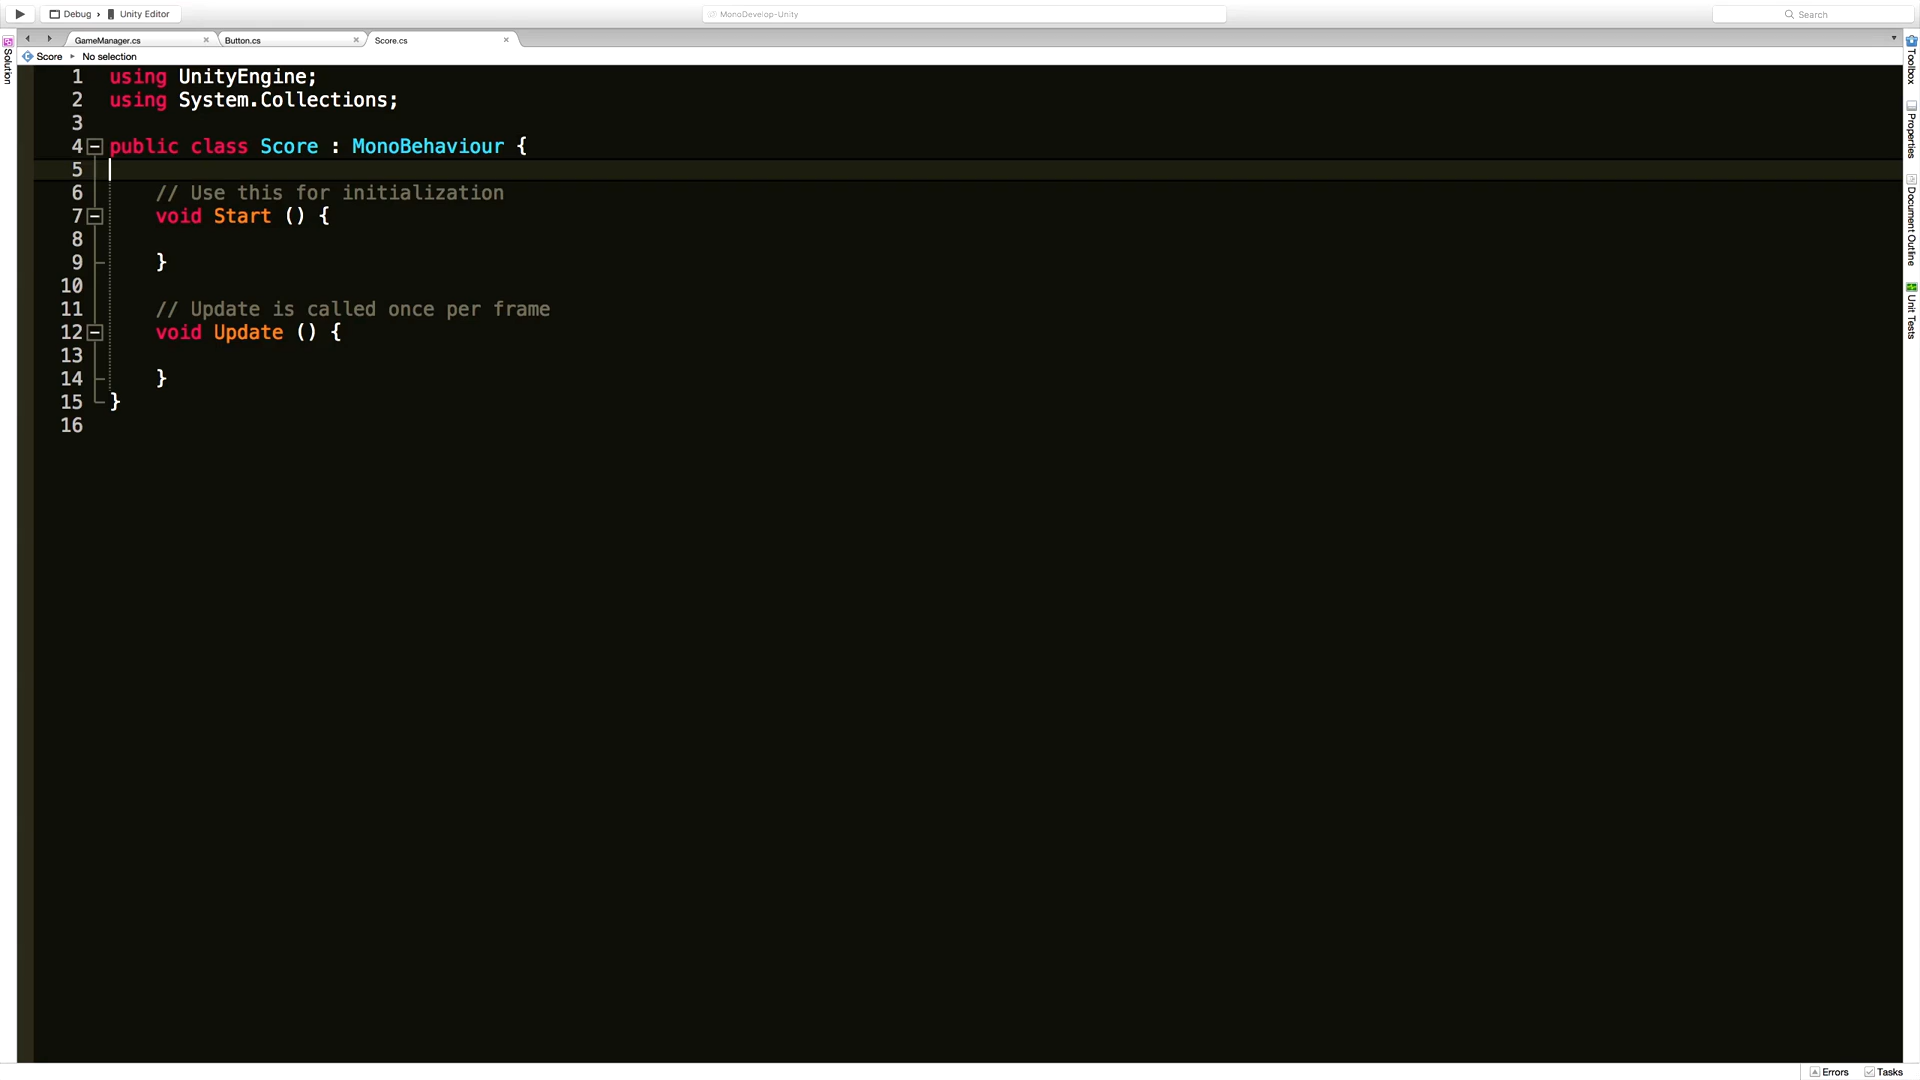 Debug › Unity Editor
MonoDevelop-Unity
Search
GameManager.cs
Button.cs
Score.cs
Score
No selection
Solution
1 using UnityEngine;
2 using System.Collections;
3
4 public class Score : MonoBehaviour {
5
6 // Use this for initialization
7 void Start () {
8
9 }
10
11 // Update is called once per frame
12 void Update () {
13
14 }
15 }
16
Toolbox
Properties
Document Outline
Unit Tests
Errors
Tasks